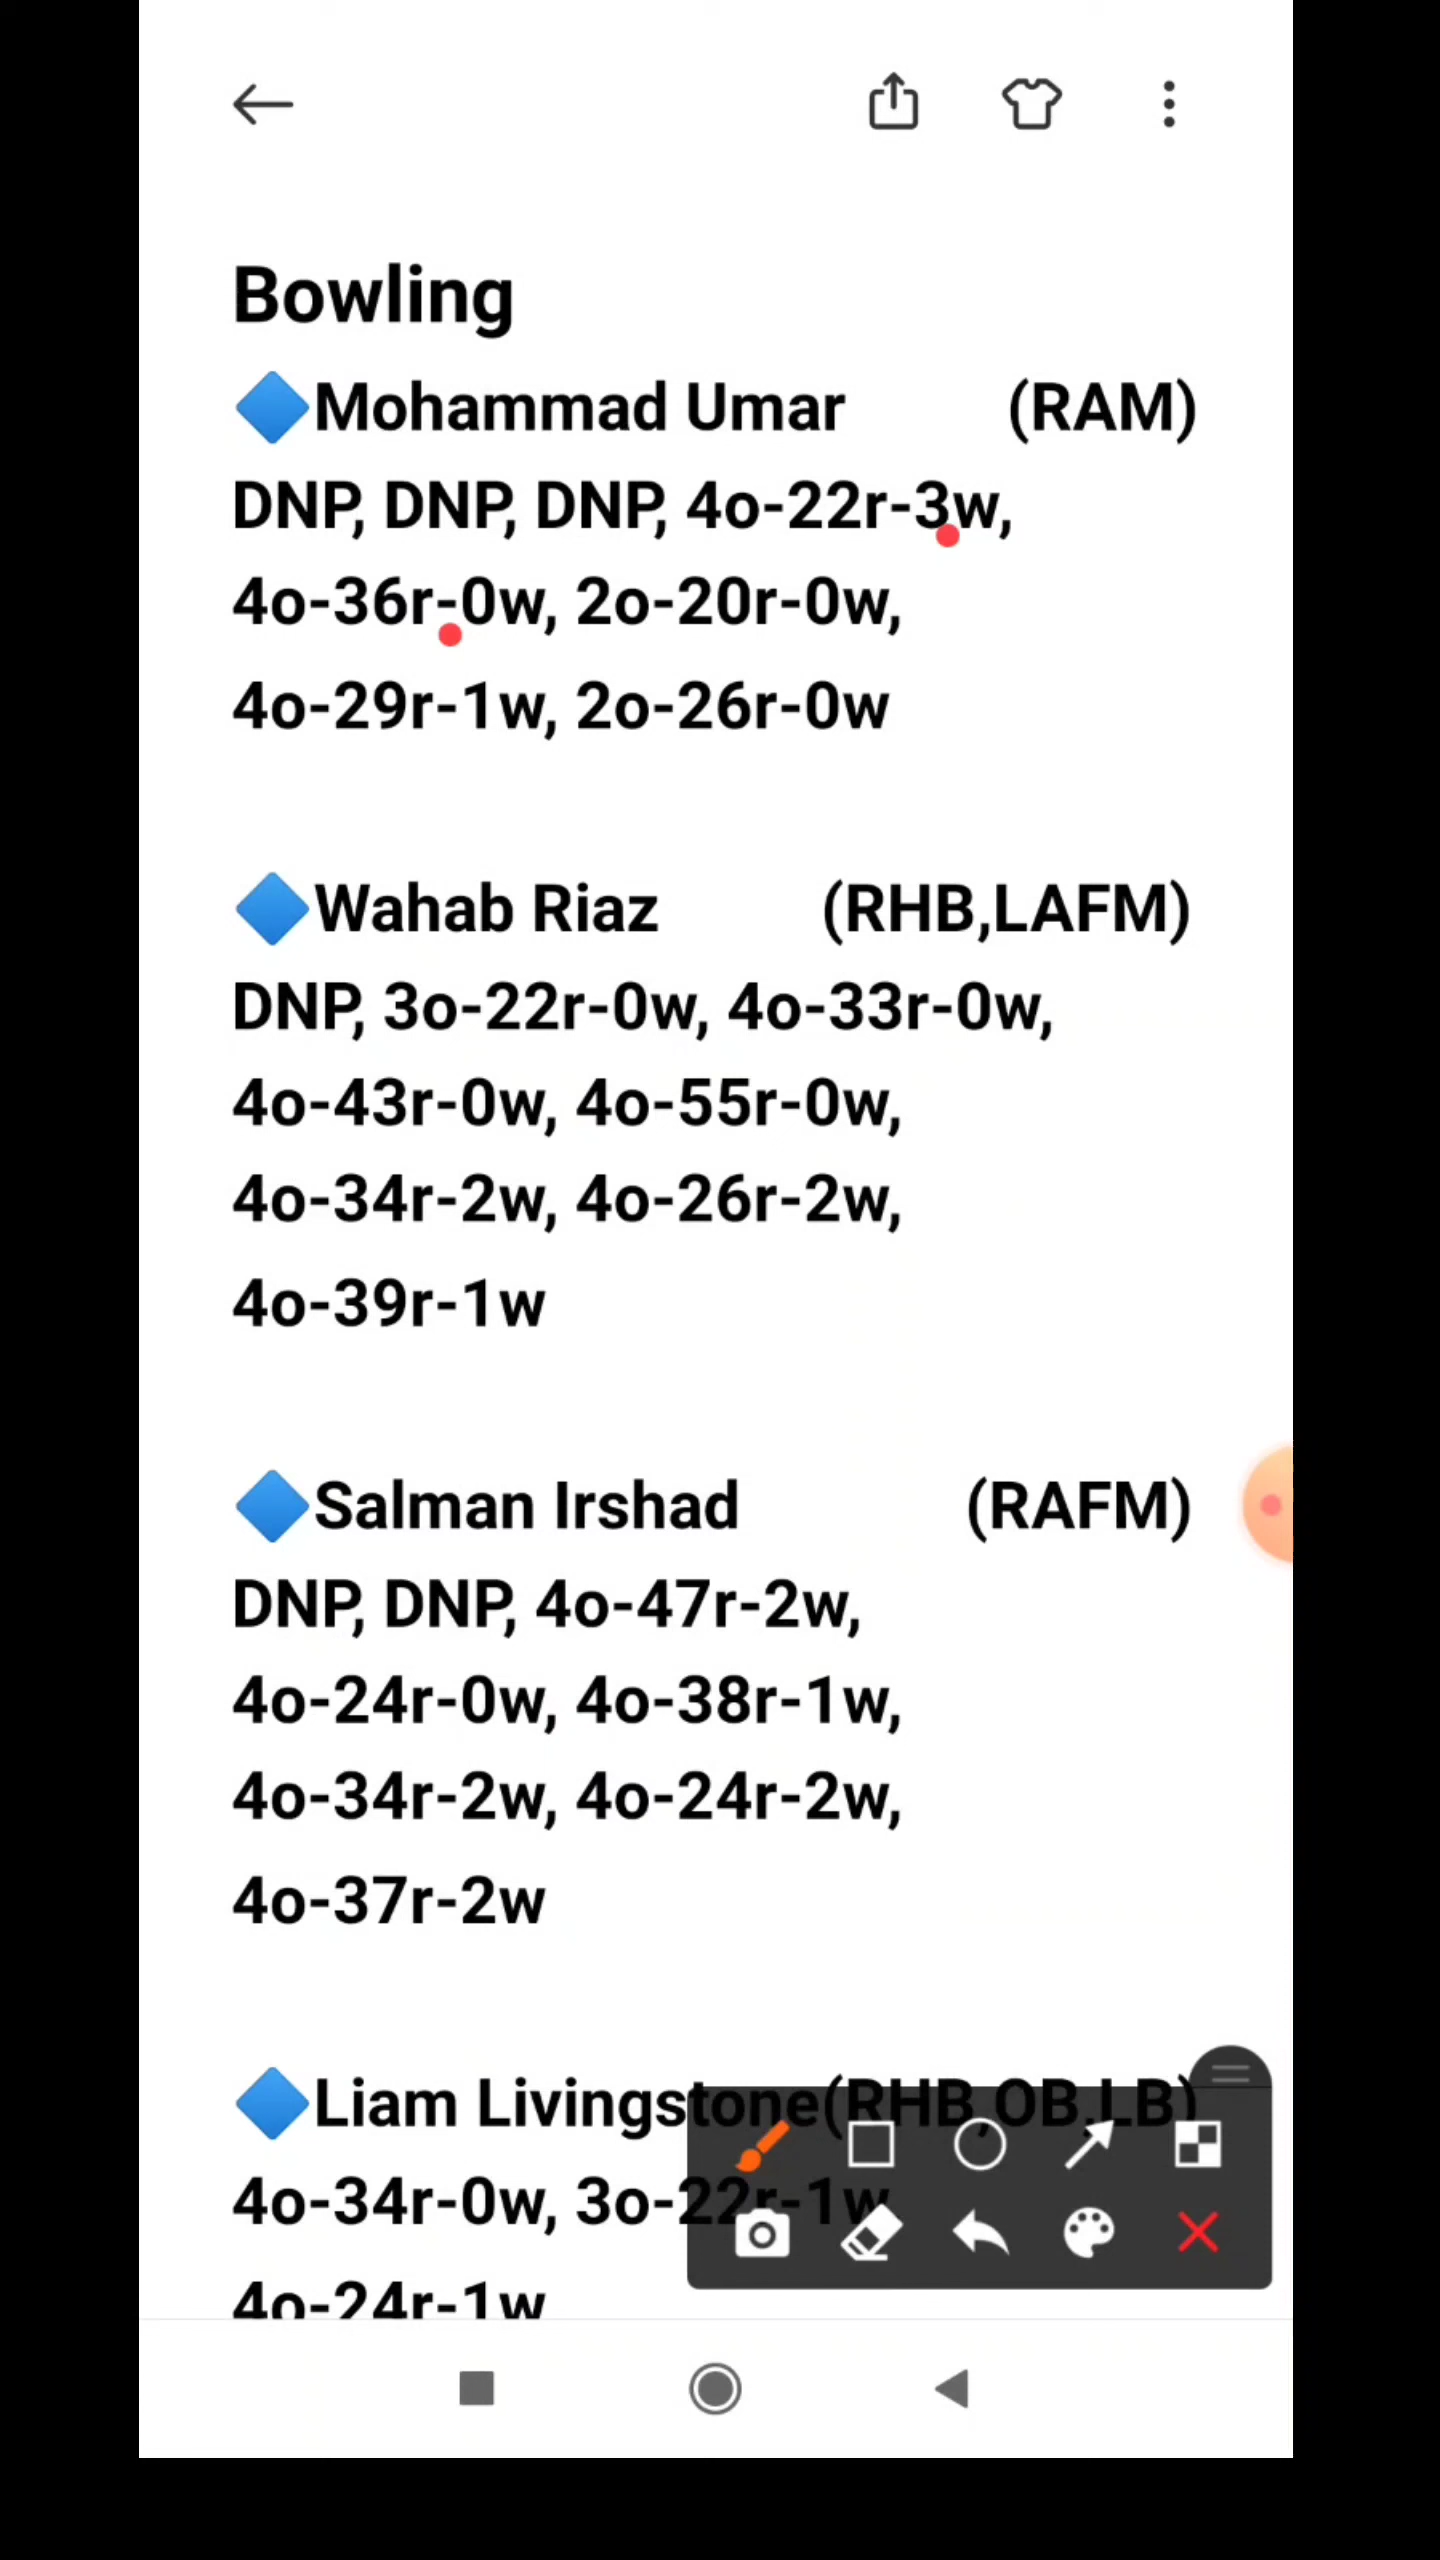 Bowling
🔷Mohammad Umar (RAM)
DNP, DNP, DNP, 4o-22r-3w,
4o-36r-0w, 2o-20r-0w,
4o-29r-1w, 2o-26r-0w
🔷Wahab Riaz (RHB,LAFM)
DNP, 3o-22r-0w, 4o-33r-0w,
4o-43r-0w, 4o-55r-0w,
4o-34r-2w, 4o-26r-2w,
4o-39r-1w
🔷Salman Irshad (RAFM)
DNP, DNP, 4o-47r-2w,
4o-24r-0w, 4o-38r-1w,
4o-34r-2w, 4o-24r-2w,
4o-37r-2w
🔷Liam Livingstone(RHB,OB,LB)
4o-34r-0w, 3o-22r-1w
4o-24r-1w